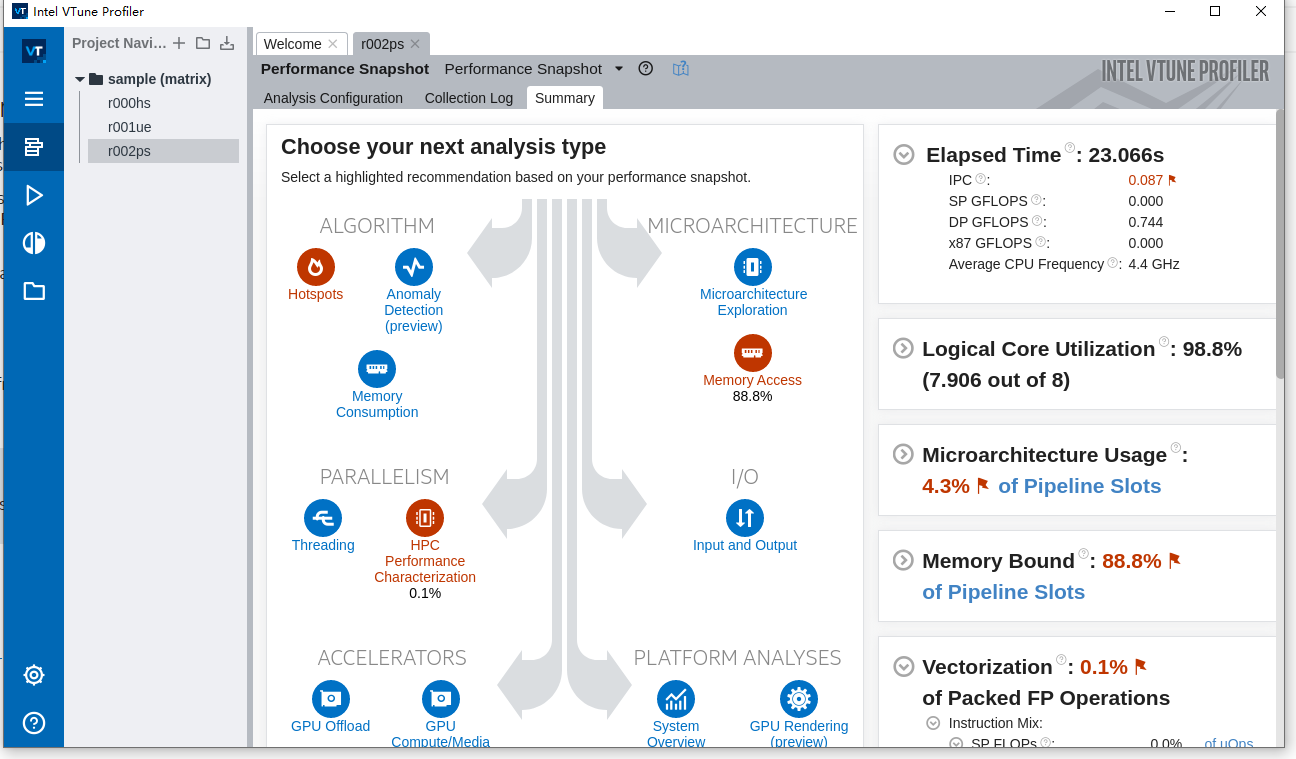 Intel VTune Profiler
Project Navi...
sample (matrix)
r000hs
r001ue
r002ps
Welcome
r002ps
Performance Snapshot Performance Snapshot
INTEL VTUNE PROFILER
Analysis Configuration Collection Log Summary
Choose your next analysis type
Select a highlighted recommendation based on your performance snapshot.
ALGORITHM
Hotspots
Anomaly
Detection
(preview)
Memory
Consumption
MICROARCHITECTURE
Microarchitecture
Exploration
Memory Access
88.8%
PARALLELISM
Threading
HPC
Performance
Characterization
0.1%
I/O
Input and Output
ACCELERATORS
GPU Offload
GPU
Compute/Media
PLATFORM ANALYSES
System
Overview
GPU Rendering
(preview)
Elapsed Time: 23.066s
IPC: 0.087
SP GFLOPS: 0.000
DP GFLOPS: 0.744
x87 GFLOPS: 0.000
Average CPU Frequency: 4.4 GHz
Logical Core Utilization: 98.8%
(7.906 out of 8)
Microarchitecture Usage:
4.3% of Pipeline Slots
Memory Bound: 88.8%
of Pipeline Slots
Vectorization: 0.1%
of Packed FP Operations
Instruction Mix:
SP FLOPs: 0.0% of uOps